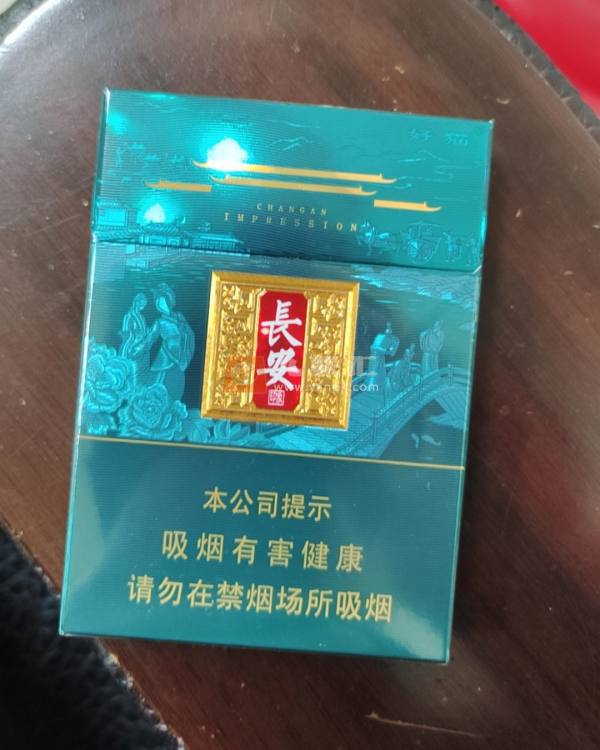 好猫
CHANGAN
IMPRESSION
長安
本公司提示
吸烟有害健康
请勿在禁烟场所吸烟